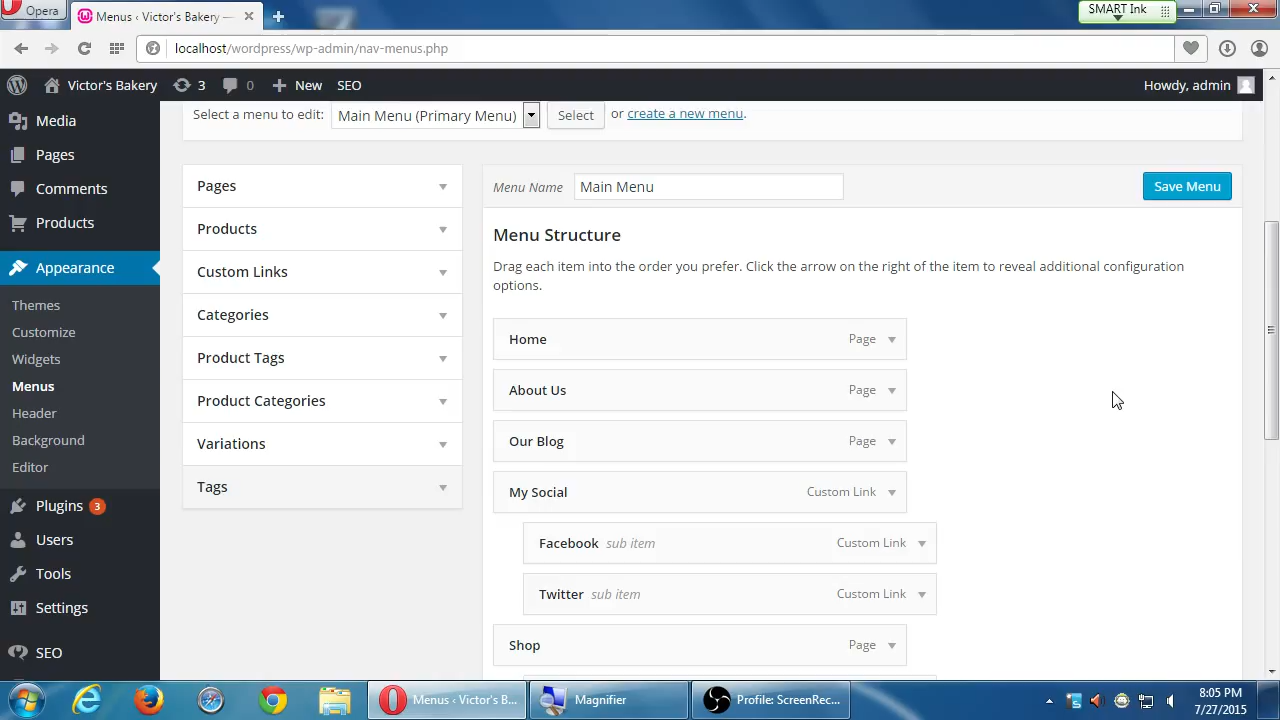 Opera
Menus ‹ Victor's Bakery —
SMART Ink
localhost/wordpress/wp-admin/nav-menus.php
Victor's Bakery
3
0
New
SEO
Howdy, admin
Media
Pages
Comments
Products
Appearance
Themes
Customize
Widgets
Menus
Header
Background
Editor
Plugins 3
Users
Tools
Settings
SEO
Select a menu to edit: Main Menu (Primary Menu) Select or create a new menu.
Pages
Products
Custom Links
Categories
Product Tags
Product Categories
Variations
Tags
Menu Name Main Menu Save Menu
Menu Structure
Drag each item into the order you prefer. Click the arrow on the right of the item to reveal additional configuration
options.
Home Page
About Us Page
Our Blog Page
My Social Custom Link
Facebook sub item Custom Link
Twitter sub item Custom Link
Shop Page
Menus ‹ Victor's B...
Magnifier
Profile: ScreenRec...
8:05 PM
7/27/2015